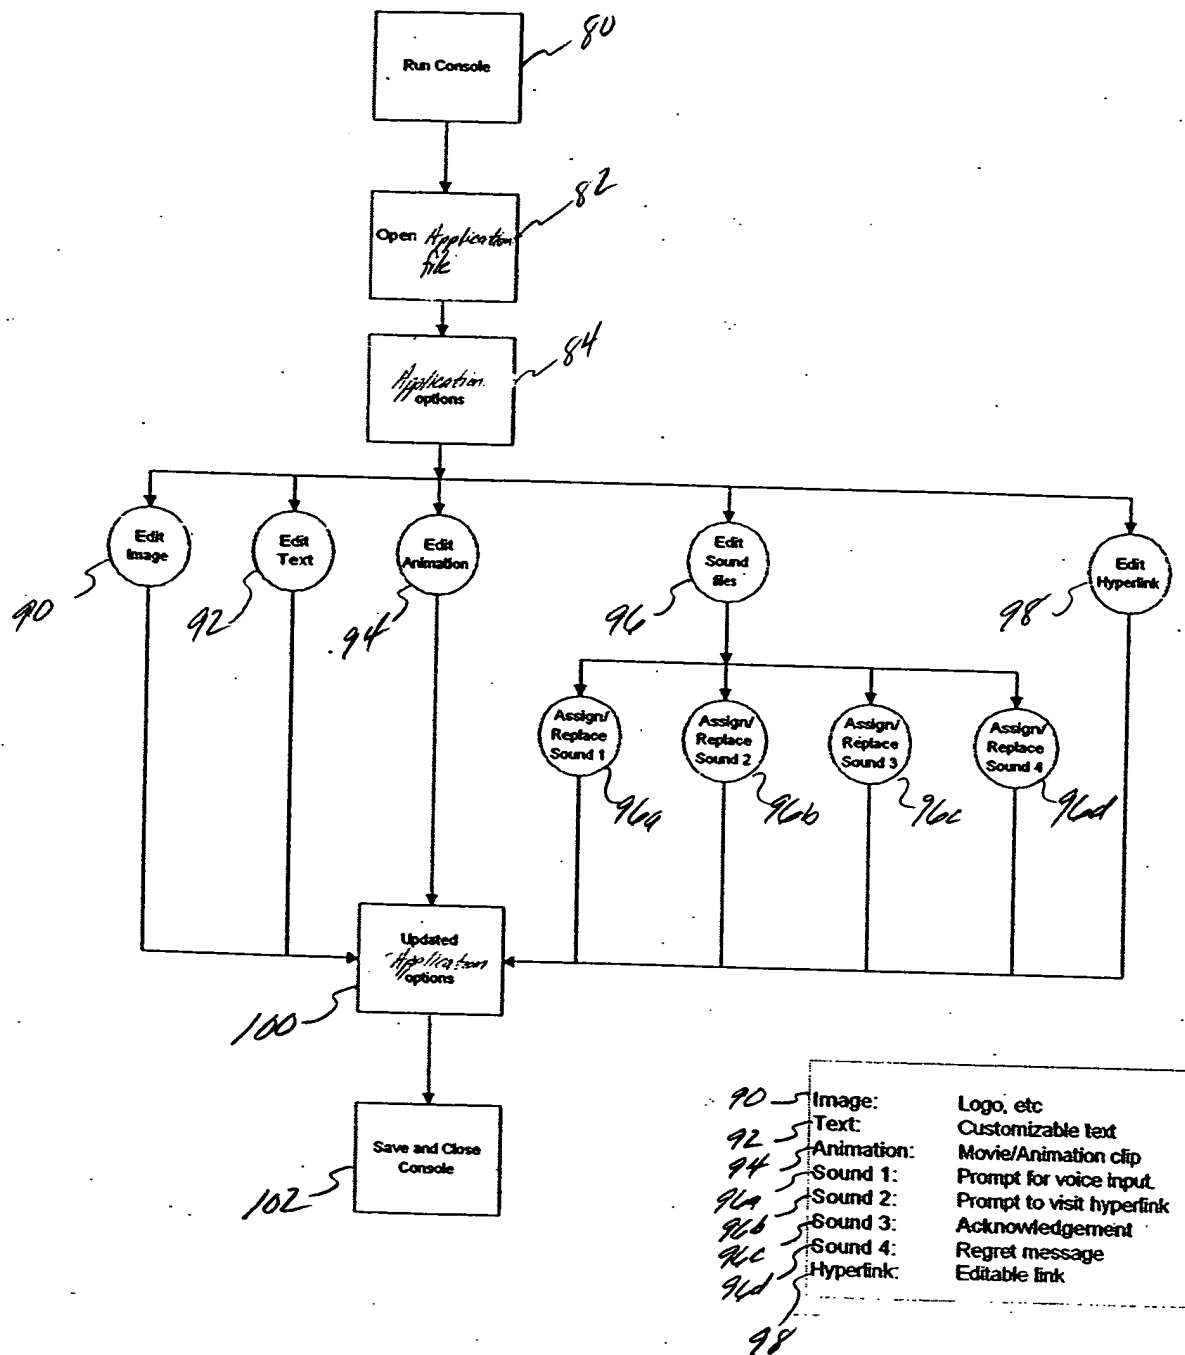 80
Run Console
82
Open Application
file
84
Application
options
Edit
Image
Edit
Text
Edit
Animation
Edit
Sound
files
Edit
Hyperlink
90
92
94
96
98
Assign/
Replace
Sound 1
Assign/
Replace
Sound 2
Assign/
Replace
Sound 3
Assign/
Replace
Sound 4
96a
96b
96c
96d
Updated
Application
options
100
Save and Close
Console
102
90 Image: Logo, etc
92 Text: Customizable text
94 Animation: Movie/Animation clip
96a Sound 1: Prompt for voice input.
96b Sound 2: Prompt to visit hyperlink
96c Sound 3: Acknowledgement
96d Sound 4: Regret message
98 Hyperlink: Editable link